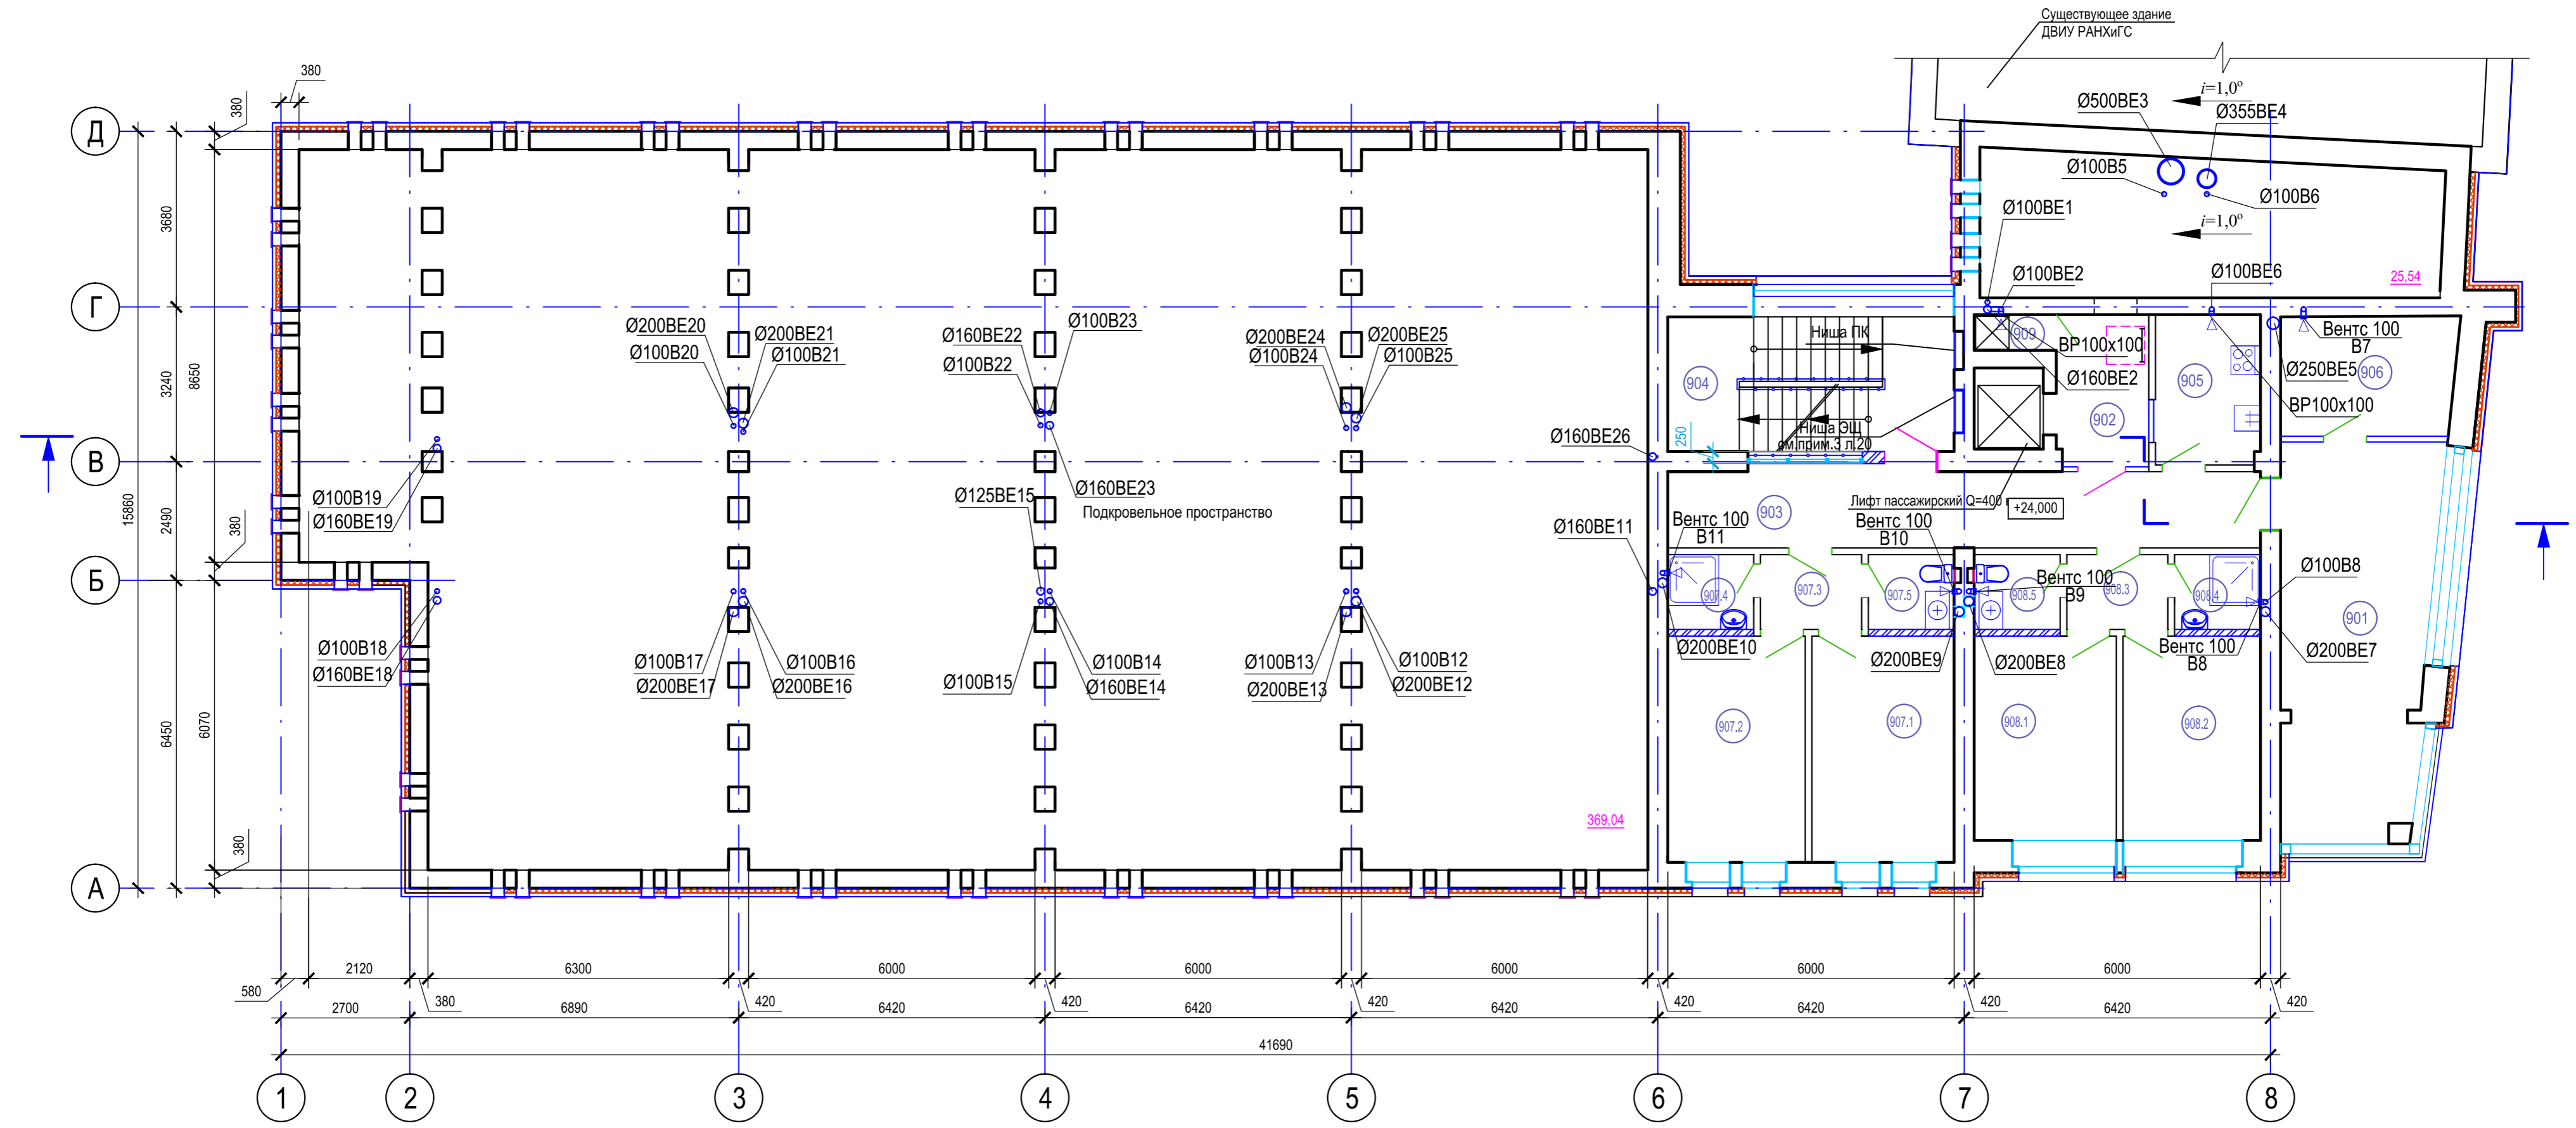 Существующее здание
ДВИУ РАНХиГС
380
380
i=1,0°
Ø500ВЕ3
Ø355ВЕ4
Д
Ø100В5
Ø100В6
Ø100ВЕ1
i=1,0°
3680
Ø100ВЕ2
Ø100ВЕ6
25,54
Г
Ø200ВЕ20
Ø200ВЕ21
Ø100В20
Ø100В21
Ø160ВЕ22
Ø100В23
Ø100В22
Ø200ВЕ24
Ø200ВЕ25
Ø100В24
Ø100В25
Ниша ПК
909
ВР100х100
Вентс 100
В7
3240
8650
904
Ø160ВЕ2
905
Ø250ВЕ5
906
ВР100х100
902
Ниша ЭЩ
см.прим.3 л.20
250
Ø160ВЕ26
В
15860
Ø100В19
Ø160ВЕ19
Ø125ВЕ15
Ø160ВЕ23
Подкровельное пространство
2490
380
Лифт пассажирский Q=400
+24,000
903
Вентс 100
В11
Вентс 100
В10
Ø160ВЕ11
Б
Ø100В8
Вентс 100
В9
907.4
907.3
907.5
908.5
908.3
908.4
901
Ø100В18
Ø160ВЕ18
Ø100В17
Ø200ВЕ17
Ø100В16
Ø200ВЕ16
Ø100В15
Ø100В14
Ø160ВЕ14
Ø100В13
Ø200ВЕ13
Ø100В12
Ø200ВЕ12
Ø200ВЕ10
Ø200ВЕ9
Ø200ВЕ8
Вентс 100
В8
Ø200ВЕ7
6450
6070
907.2
907.1
908.1
908.2
369,04
380
А
2120
6300
6000
6000
6000
6000
6000
580
380
420
420
420
420
420
420
2700
6890
6420
6420
6420
6420
6420
41690
1
2
3
4
5
6
7
8